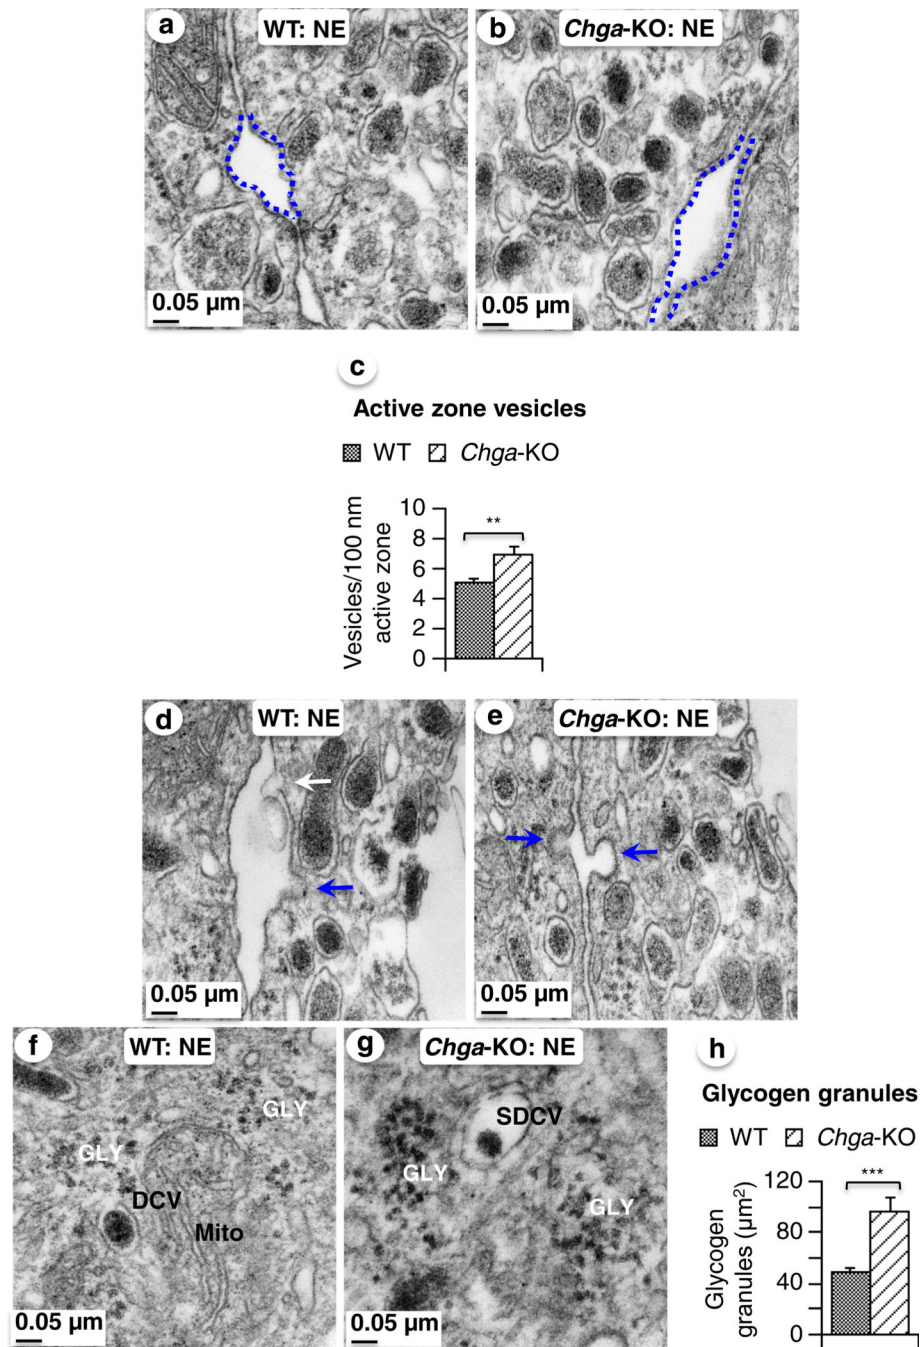 a
WT: NE
b
Chga-KO: NE
0.05 µm
0.05 µm
c
Active zone vesicles
WT
Chga-KO
Vesicles/100 nm
active zone
10
8
6
4
2
0
**
d
WT: NE
e
Chga-KO: NE
0.05 µm
0.05 µm
f
WT: NE
GLY
GLY
DCV
Mito
0.05 µm
g
Chga-KO: NE
SDCV
GLY
GLY
0.05 µm
h
Glycogen granules
WT
Chga-KO
Glycogen
granules (µm²)
120
80
40
0
***